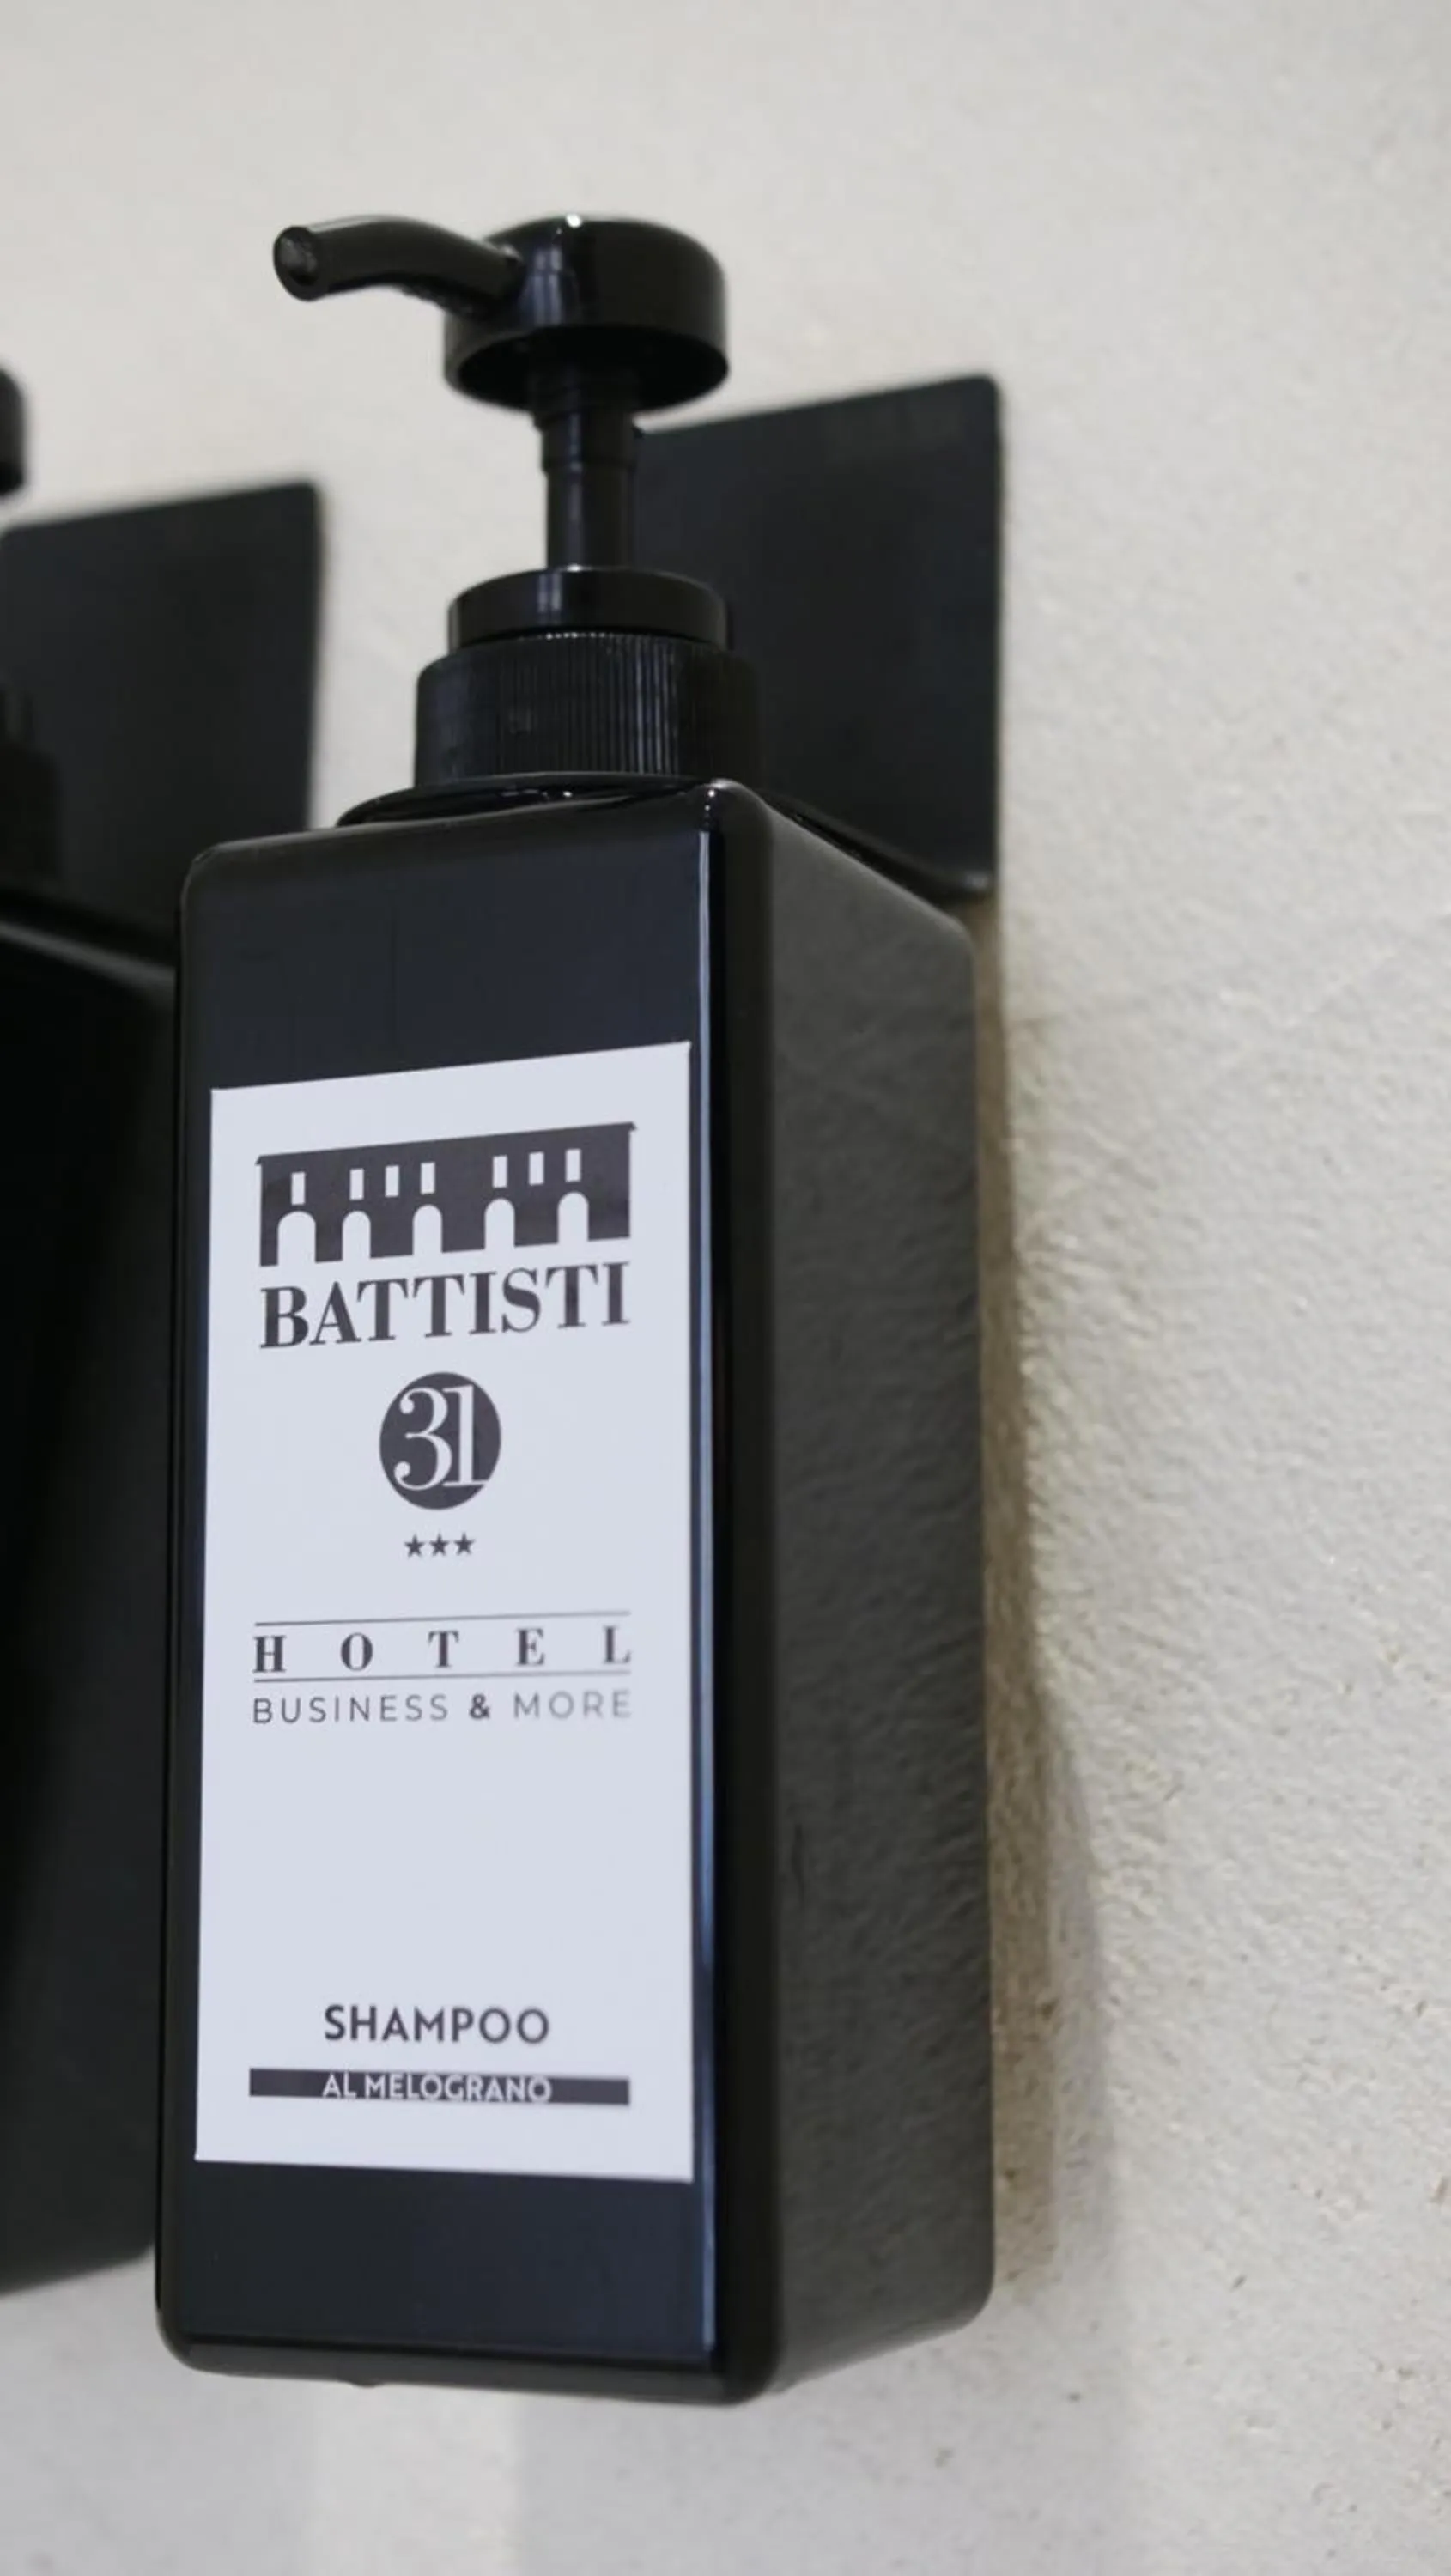 BATTISTI
31
★★★
HOTEL
BUSINESS & MORE
SHAMPOO
AL MELOGRANO